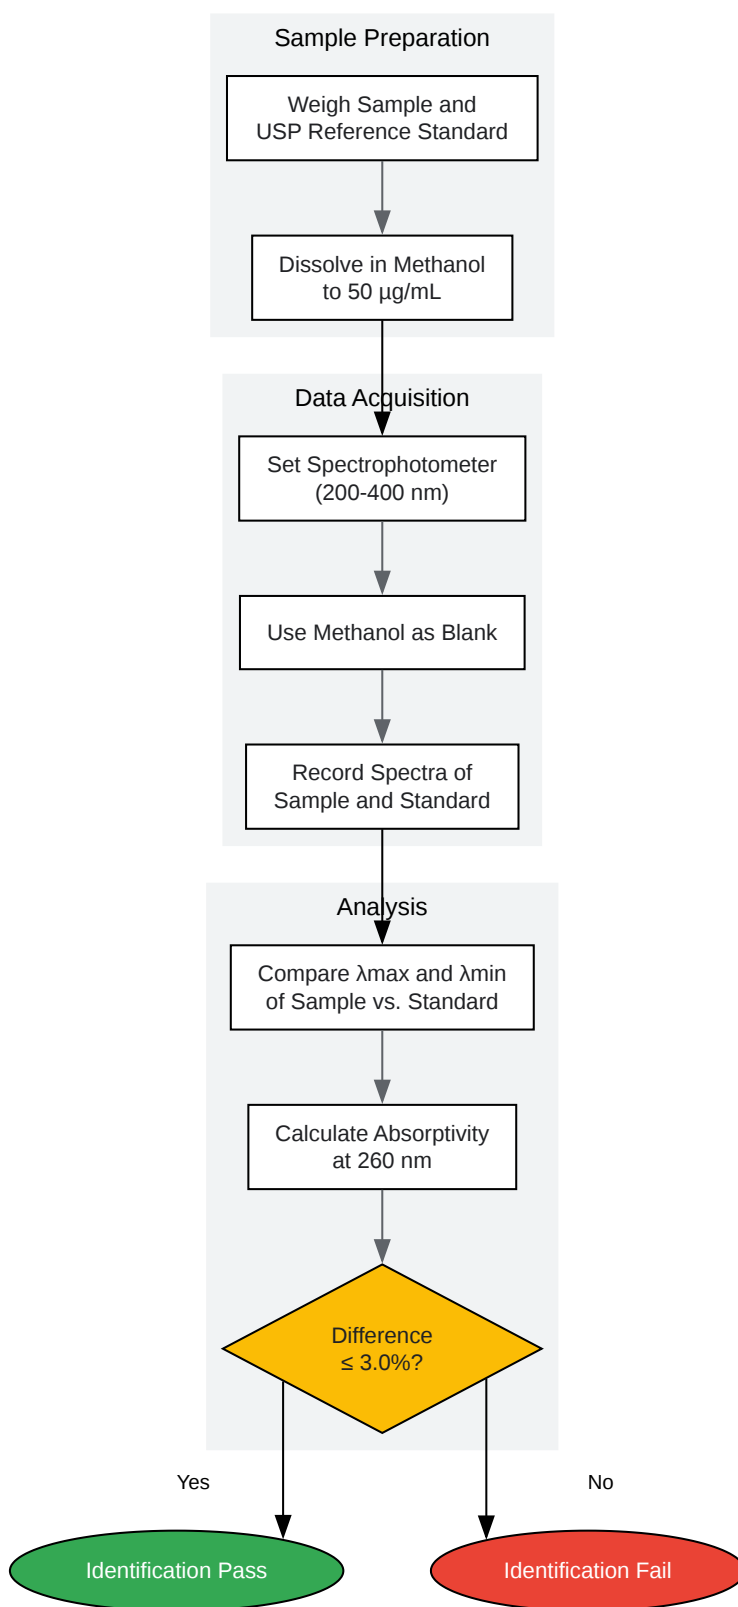 Sample Preparation
Weigh Sample and
USP Reference Standard
Dissolve in Methanol
to 50 µg/mL
Data Acquisition
Set Spectrophotometer
(200-400 nm)
Use Methanol as Blank
Record Spectra of
Sample and Standard
Analysis
Compare λmax and λmin
of Sample vs. Standard
Calculate Absorptivity
at 260 nm
Difference
≤ 3.0%?
Yes
No
Identification Pass
Identification Fail